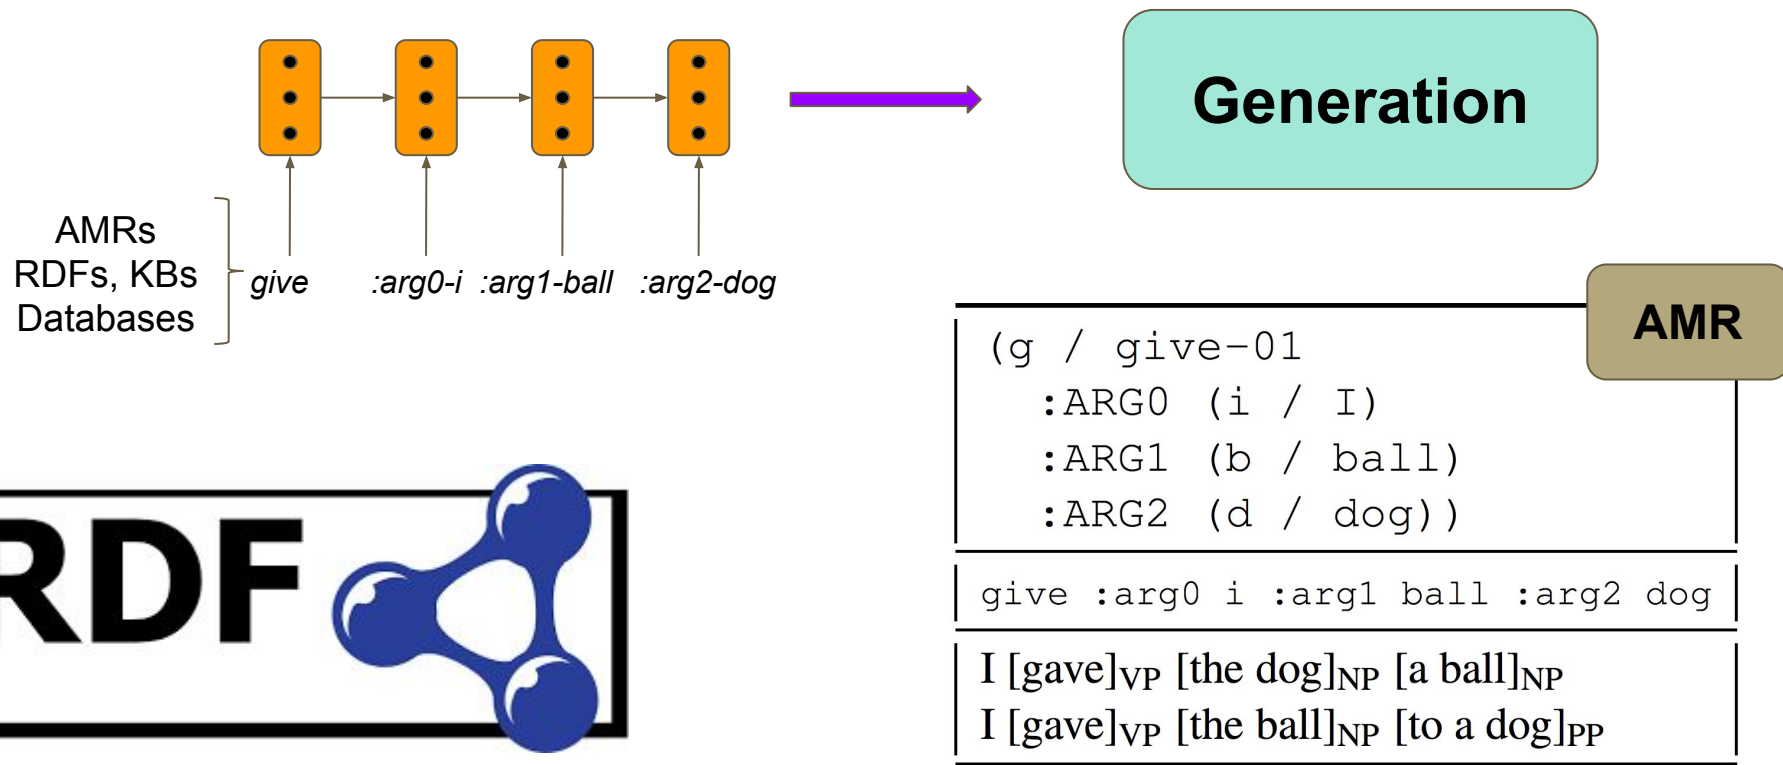 Generation
AMRs
RDFs, KBs
Databases
give :arg0-i :arg1-ball :arg2-dog
AMR
(g / give-01
:ARG0 (i / I)
:ARG1 (b / ball)
:ARG2 (d / dog))
give :arg0 i :arg1 ball :arg2 dog
I [gave]VP [the dog]NP [a ball]NP
I [gave]VP [the ball]NP [to a dog]PP
RDF